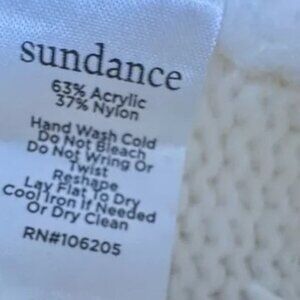 sundance
63% Acrylic
37% Nylon
Hand Wash Cold
Do Not Bleach
Do Not Wring Or
Twist
Reshape
Lay Flat To Dry
Cool Iron If Needed
Or Dry Clean
RN#106205